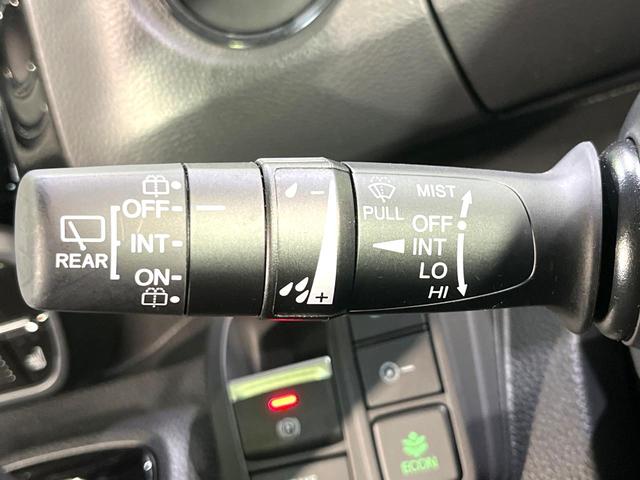 REAR
OFF
INT
ON
-
+
PULL
MIST
OFF
INT
LO
HI
ECON